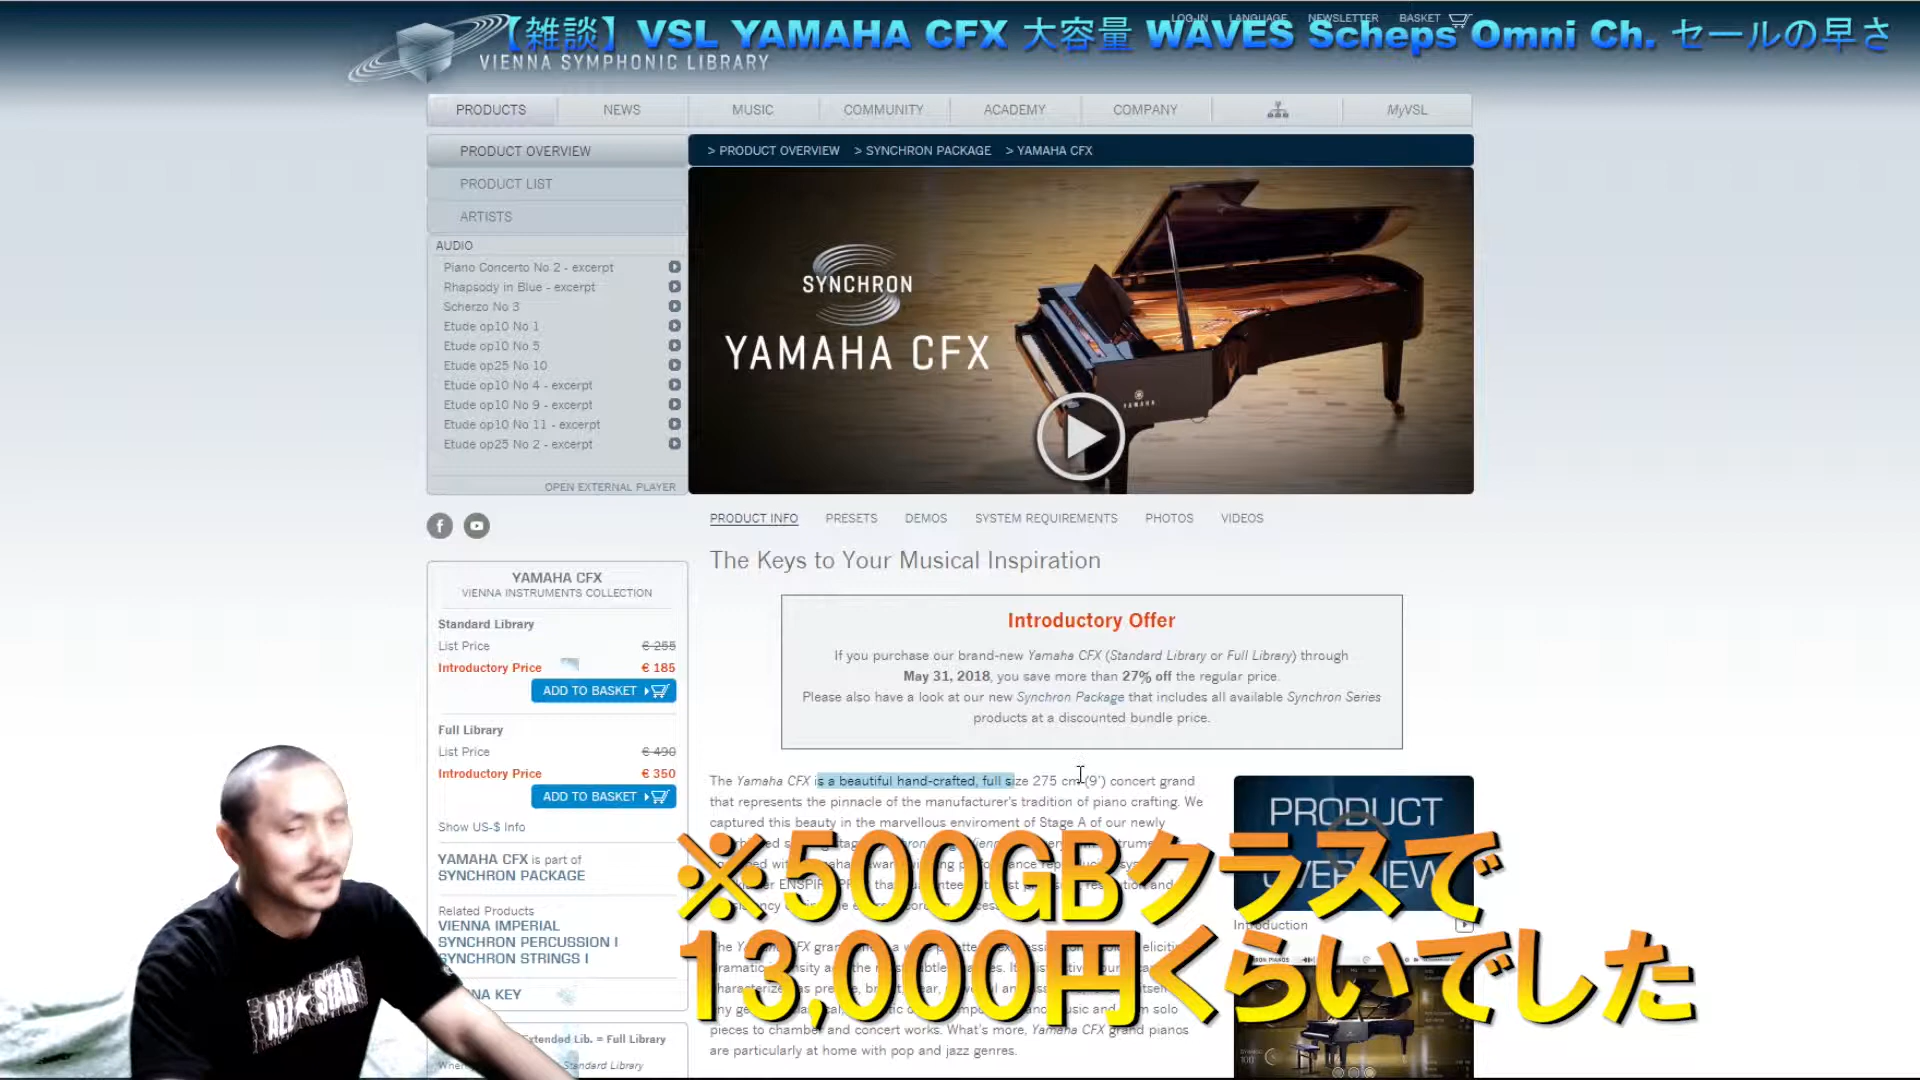 【雑談】VSL YAMAHA CFX 大容量 WAVES Scheps Omni Ch. セールの早さ
LOG IN LANGUAGE NEWSLETTER BASKET
VIENNA SYMPHONIC LIBRARY
PRODUCTS NEWS MUSIC COMMUNITY ACADEMY COMPANY MyVSL
PRODUCT OVERVIEW
PRODUCT LIST
ARTISTS
AUDIO
Piano Concerto No 2 - excerpt
Rhapsody in Blue - excerpt
Scherzo No 3
Etude op10 No 1
Etude op10 No 5
Etude op25 No 10
Etude op10 No 4 - excerpt
Etude op10 No 9 - excerpt
Etude op10 No 11 - excerpt
Etude op25 No 2 - excerpt
OPEN EXTERNAL PLAYER
> PRODUCT OVERVIEW > SYNCHRON PACKAGE > YAMAHA CFX
SYNCHRON
YAMAHA CFX
YAMAHA
PRODUCT INFO PRESETS DEMOS SYSTEM REQUIREMENTS PHOTOS VIDEOS
The Keys to Your Musical Inspiration
Introductory Offer
If you purchase our brand-new Yamaha CFX (Standard Library or Full Library) through
May 31, 2018, you save more than 27% off the regular price.
Please also have a look at our new Synchron Package that includes all available Synchron Series
products at a discounted bundle price.
YAMAHA CFX
VIENNA INSTRUMENTS COLLECTION
Standard Library
List Price € 255
Introductory Price € 185
ADD TO BASKET
Full Library
List Price € 490
Introductory Price € 350
ADD TO BASKET
Show US-$ Info
YAMAHA CFX is part of
SYNCHRON PACKAGE
Related Products
VIENNA IMPERIAL
SYNCHRON PERCUSSION I
SYNCHRON STRINGS I
NA KEY
Extended Lib. = Full Library
Standard Library
The Yamaha CFX is a beautiful hand-crafted, full size 275 cm (9') concert grand
that represents the pinnacle of the manufacturer's tradition of piano crafting. We
captured this beauty in the marvellous enviroment of Stage A of our newly
pieces to chamber and concert works. What's more, Yamaha CFX grand pianos
are particularly at home with pop and jazz genres.
PRODUCT
OVERVIEW
Introduction
※500GBクラスで
13,000円くらいでした
ALL STAR